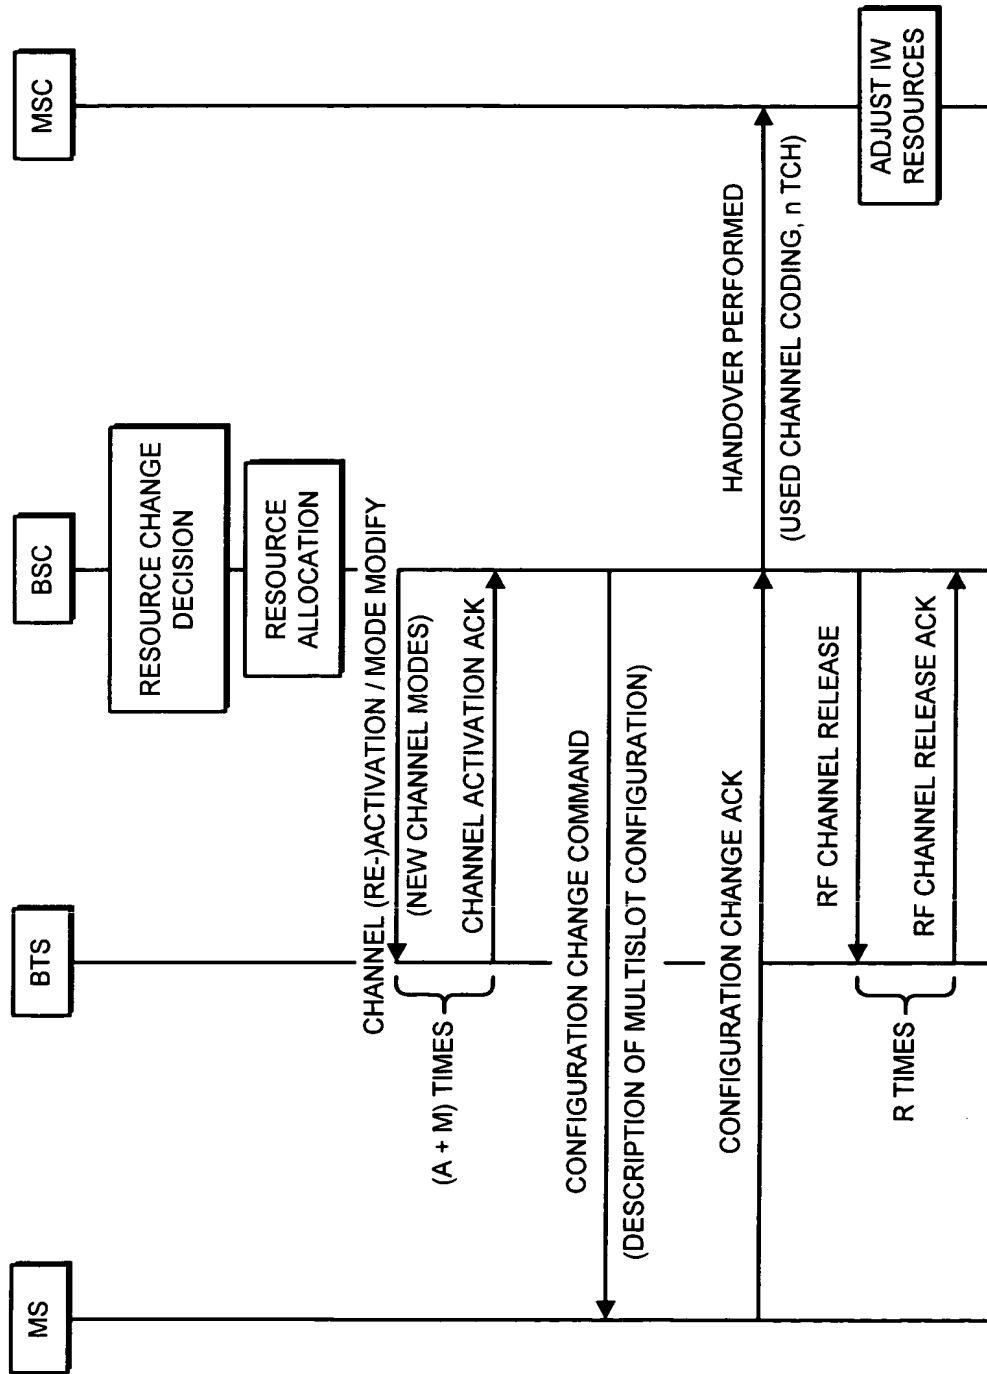 MS
BTS
BSC
MSC
RESOURCE CHANGE
DECISION
RESOURCE
ALLOCATION
CHANNEL (RE-)ACTIVATION / MODE MODIFY
(NEW CHANNEL MODES)
(A + M) TIMES
CHANNEL ACTIVATION ACK
CONFIGURATION CHANGE COMMAND
(DESCRIPTION OF MULTISLOT CONFIGURATION)
CONFIGURATION CHANGE ACK
HANDOVER PERFORMED
(USED CHANNEL CODING, n TCH)
RF CHANNEL RELEASE
R TIMES
RF CHANNEL RELEASE ACK
ADJUST IW
RESOURCES